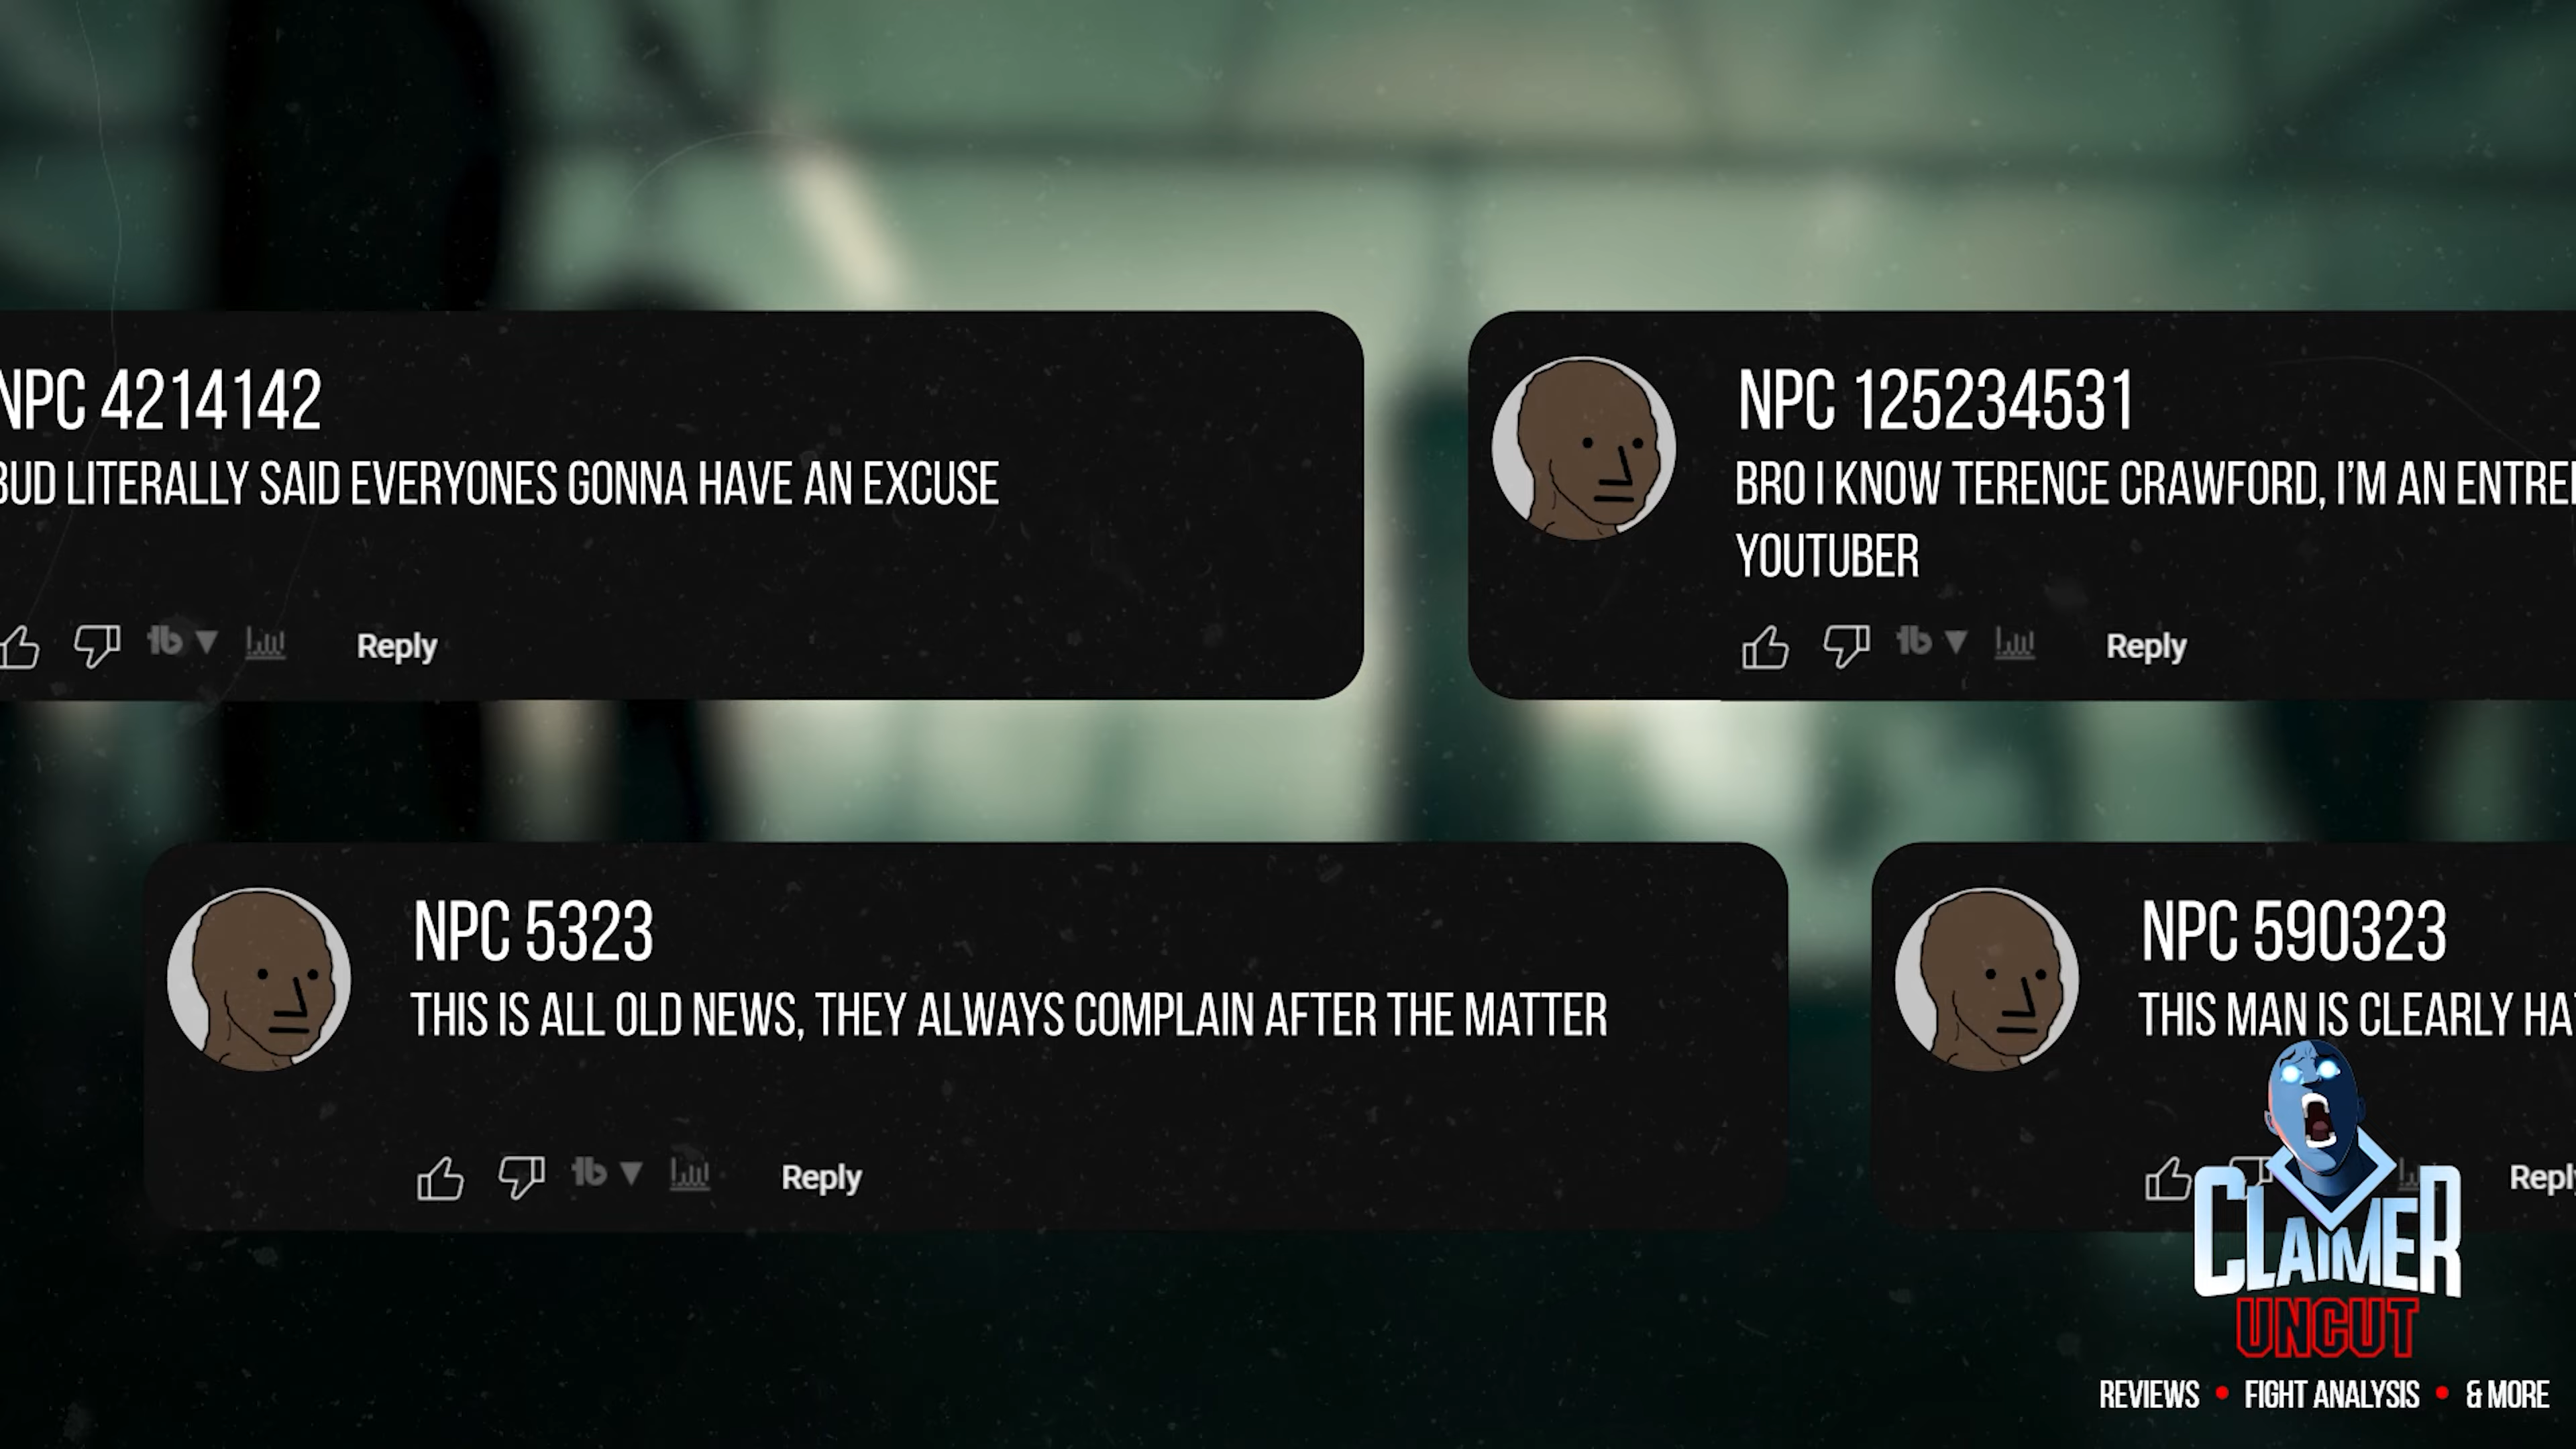 NPC 4214142
BUD LITERALLY SAID EVERYONES GONNA HAVE AN EXCUSE
Reply
NPC 125234531
BRO I KNOW TERENCE CRAWFORD, I'M AN
YOUTUBER
Reply
NPC 5323
THIS IS ALL OLD NEWS, THEY ALWAYS COMPLAIN AFTER THE MATTER
Reply
NPC 590323
THIS MAN IS CLEARLY
CLAIMER
UNCUT
REVIEWS • FIGHT ANALYSIS • & MORE